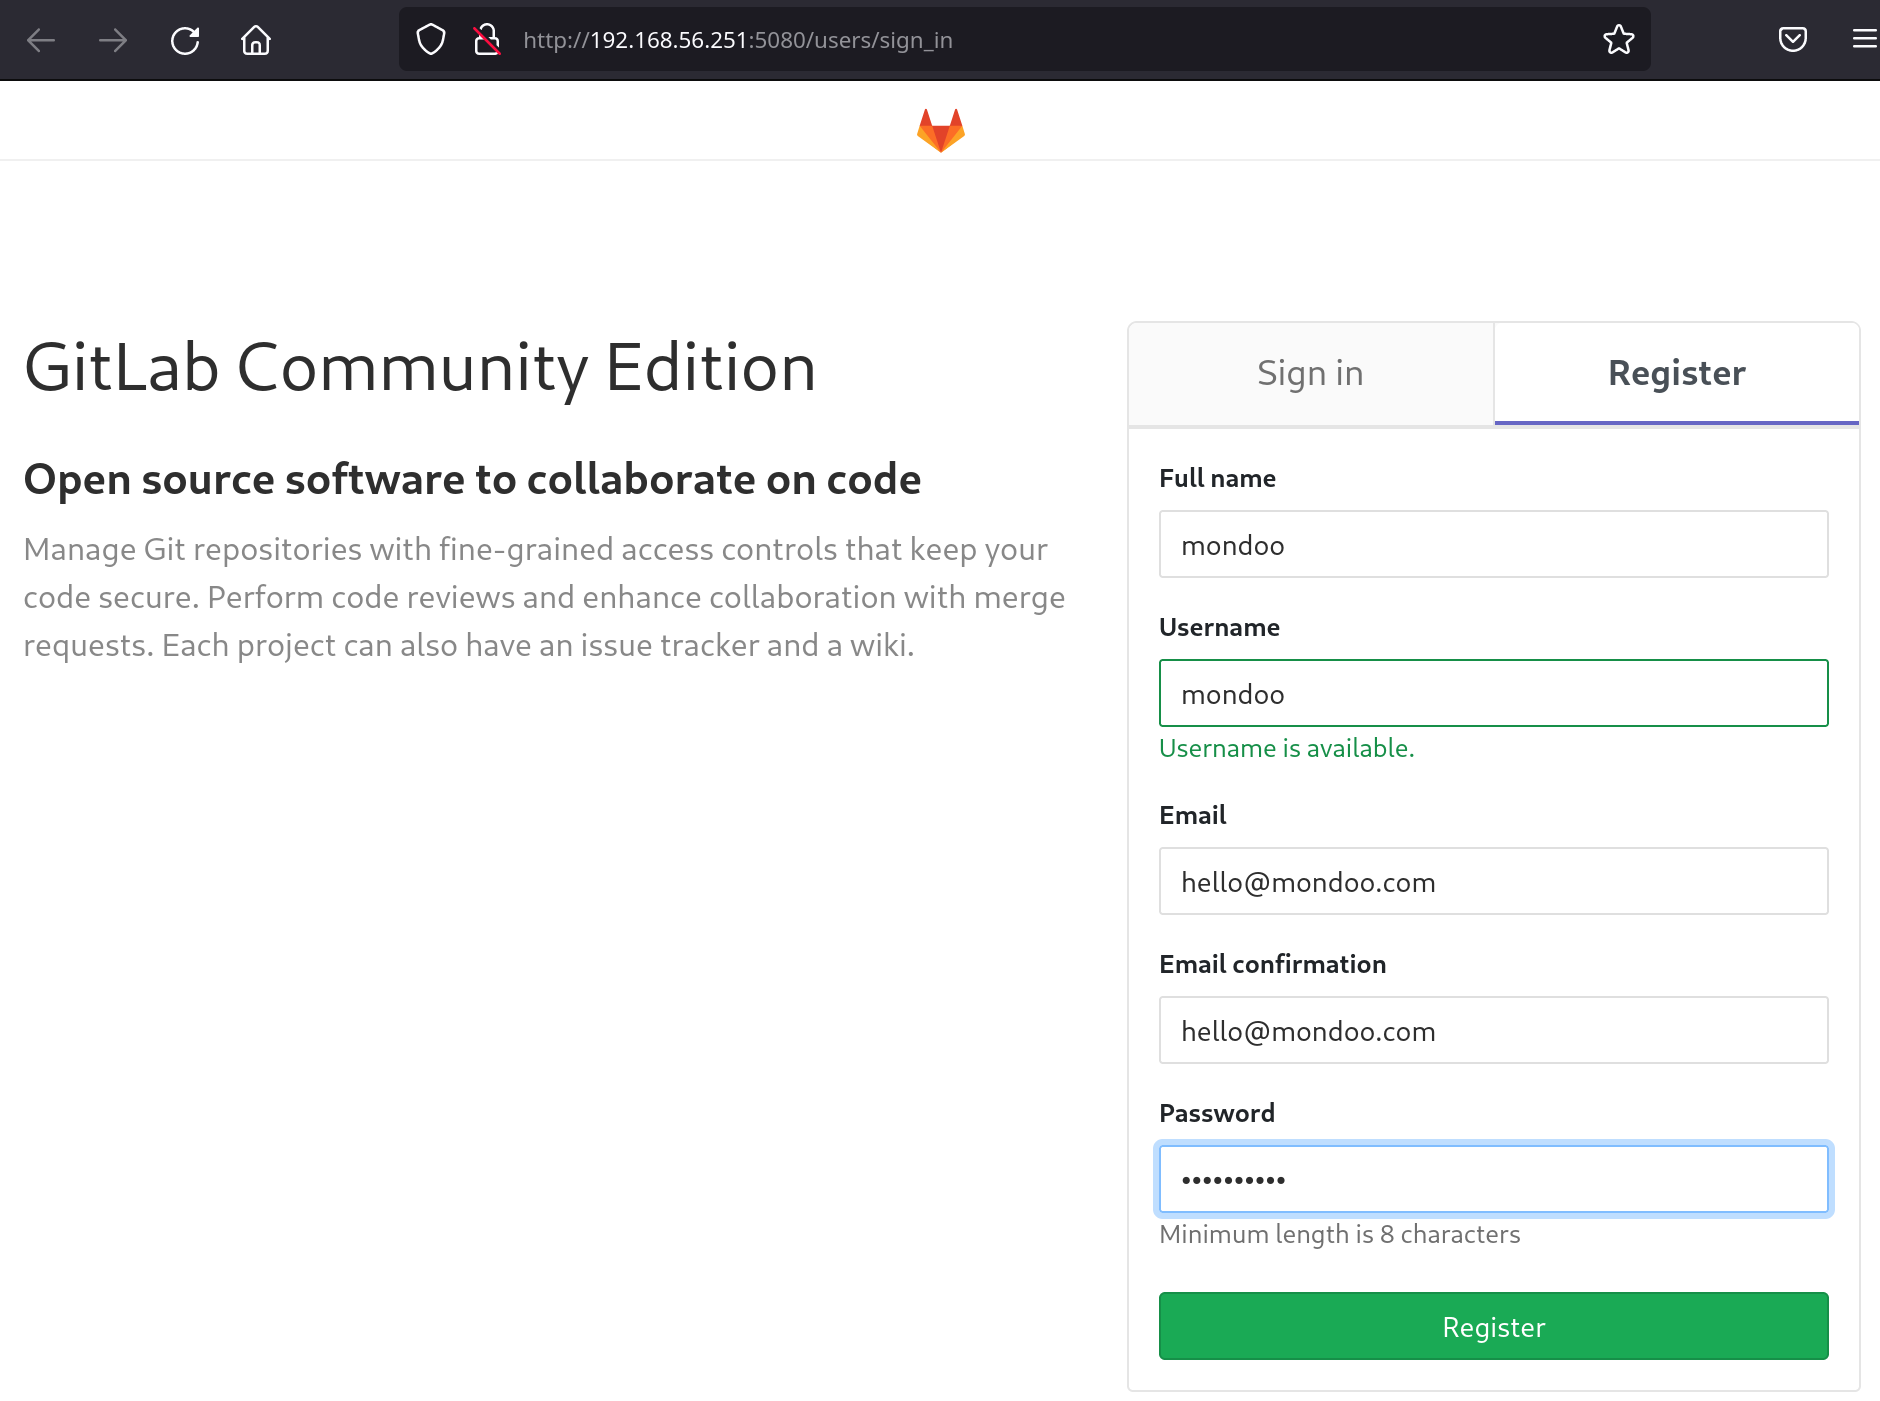 http://192.168.56.251:5080/users/sign_in
GitLab Community Edition
Open source software to collaborate on code
Manage Git repositories with fine-grained access controls that keep your
code secure. Perform code reviews and enhance collaboration with merge
requests. Each project can also have an issue tracker and a wiki.
Sign in
Register
Full name
mondoo
Username
mondoo
Username is available.
Email
hello@mondoo.com
Email confirmation
hello@mondoo.com
Password
••••••••••
Minimum length is 8 characters
Register